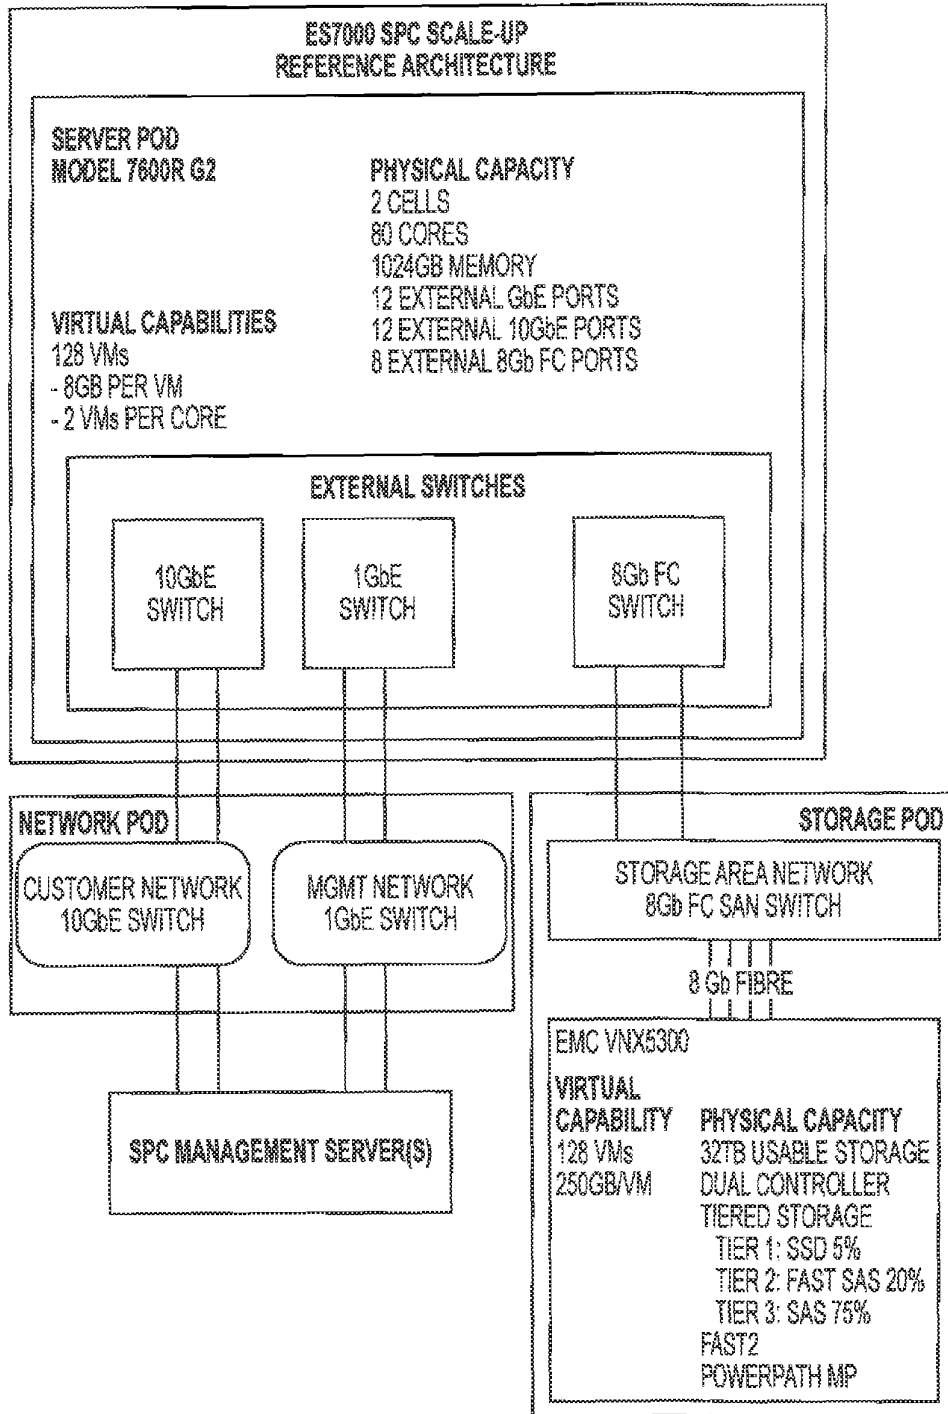 ES7000 SPC SCALE-UP
REFERENCE ARCHITECTURE
SERVER POD
MODEL 7600R G2
PHYSICAL CAPACITY
2 CELLS
80 CORES
1024GB MEMORY
12 EXTERNAL GbE PORTS
12 EXTERNAL 10GbE PORTS
8 EXTERNAL 8Gb FC PORTS
VIRTUAL CAPABILITIES
128 VMs
- 8GB PER VM
- 2 VMs PER CORE
EXTERNAL SWITCHES
10GbE
SWITCH
1GbE
SWITCH
8Gb FC
SWITCH
NETWORK POD
CUSTOMER NETWORK
10GbE SWITCH
MGMT NETWORK
1GbE SWITCH
SPC MANAGEMENT SERVER(S)
STORAGE POD
STORAGE AREA NETWORK
8Gb FC SAN SWITCH
8 Gb FIBRE
EMC VNX5300
VIRTUAL
CAPABILITY
128 VMs
250GB/VM
PHYSICAL CAPACITY
32TB USABLE STORAGE
DUAL CONTROLLER
TIERED STORAGE
TIER 1: SSD 5%
TIER 2: FAST SAS 20%
TIER 3: SAS 75%
FAST2
POWERPATH MP